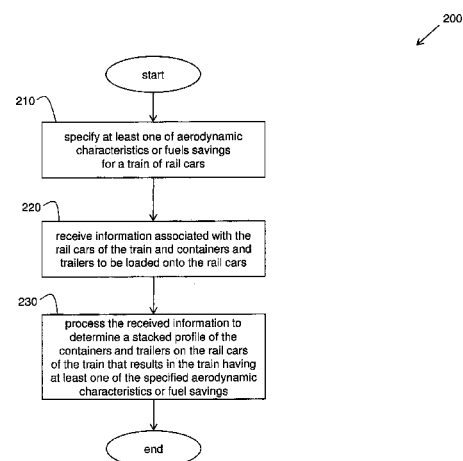 200
start
210
specify at least one of aerodynamic
characteristics or fuels savings
for a train of rail cars
220
receive information associated with the
rail cars of the train and containers and
trailers to be loaded onto the rail cars
230
process the received information to
determine a stacked profile of the
containers and trailers on the rail cars
of the train that results in the train having
at least one of the specified aerodynamic
characteristics or fuel savings
end